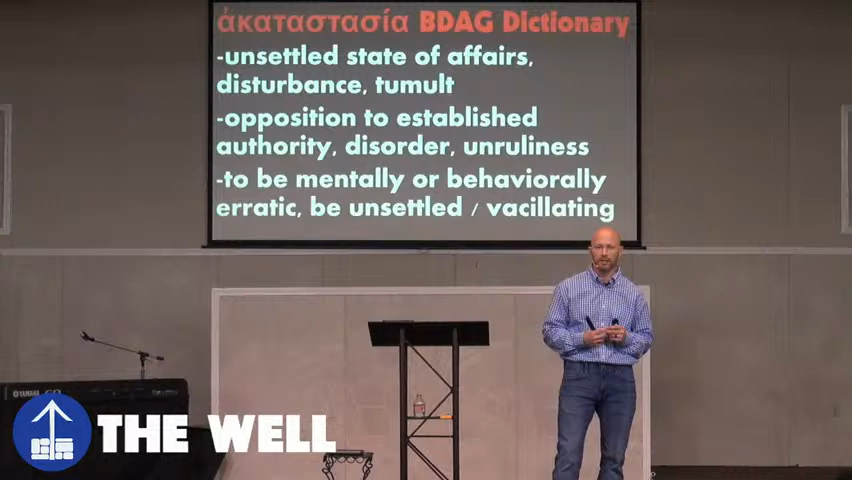 ἀκαταστασία BDAG Dictionary
-unsettled state of affairs,
disturbance, tumult
-opposition to established
authority, disorder, unruliness
-to be mentally or behaviorally
erratic, be unsettled / vacillating
YAMAHA
THE WELL